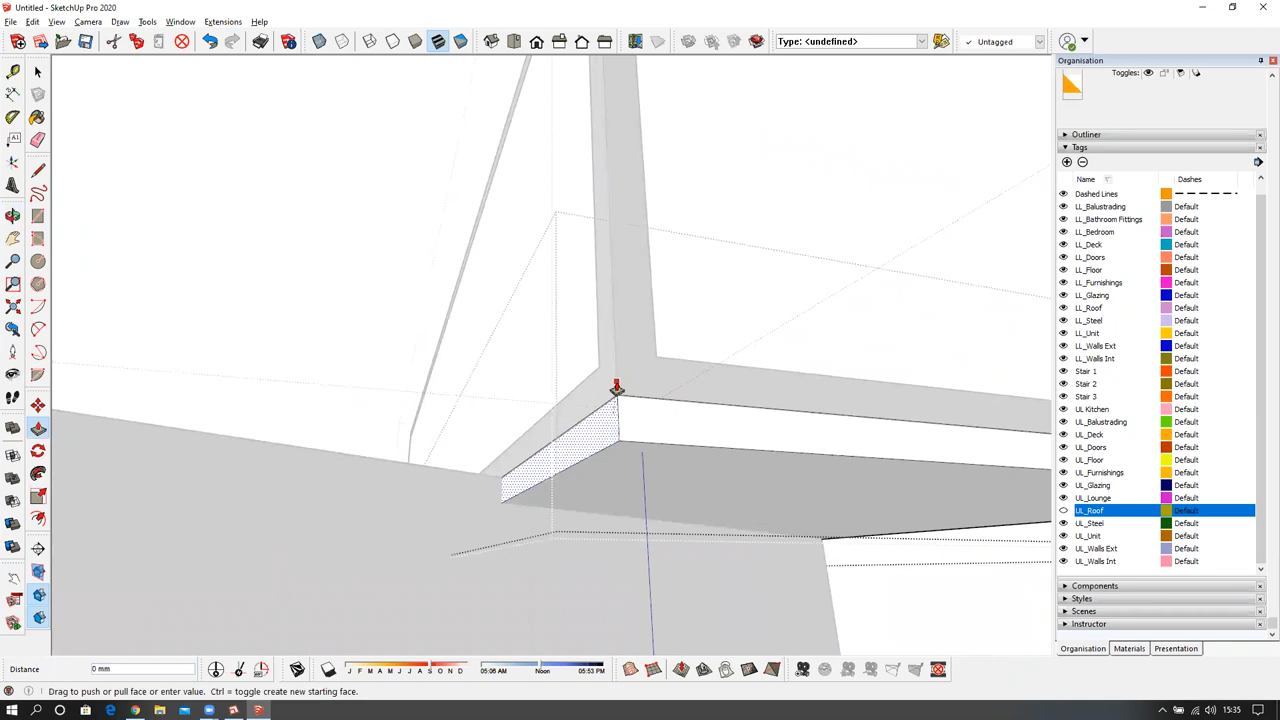 Untitled - SketchUp Pro 2020
File Edit View Camera Draw Tools Window Extensions Help
Type: <undefined>
Untagged
Organisation
Toggles:
Outliner
Tags
Name Dashes
Dashed Lines
LL_Balustrading Default
LL_Bathroom Fittings Default
LL_Bedroom Default
LL_Deck Default
LL_Doors Default
LL_Floor Default
LL_Furnishings Default
LL_Glazing Default
LL_Roof Default
LL_Steel Default
LL_Unit Default
LL_Walls Ext Default
LL_Walls Int Default
Stair 1 Default
Stair 2 Default
Stair 3 Default
UL Kitchen Default
UL_Balustrading Default
UL_Deck Default
UL_Doors Default
UL_Floor Default
UL_Furnishings Default
UL_Glazing Default
UL_Lounge Default
UL_Roof Default
UL_Steel Default
UL_Unit Default
UL_Walls Ext Default
UL_Walls Int Default
Components
Styles
Scenes
Instructor
Organisation Materials Presentation
Distance 0 mm
J F M A M J J A S O N D
05:06 AM Noon 05:53 PM
Drag to push or pull face or enter value. Ctrl = toggle create new starting face.
15:35